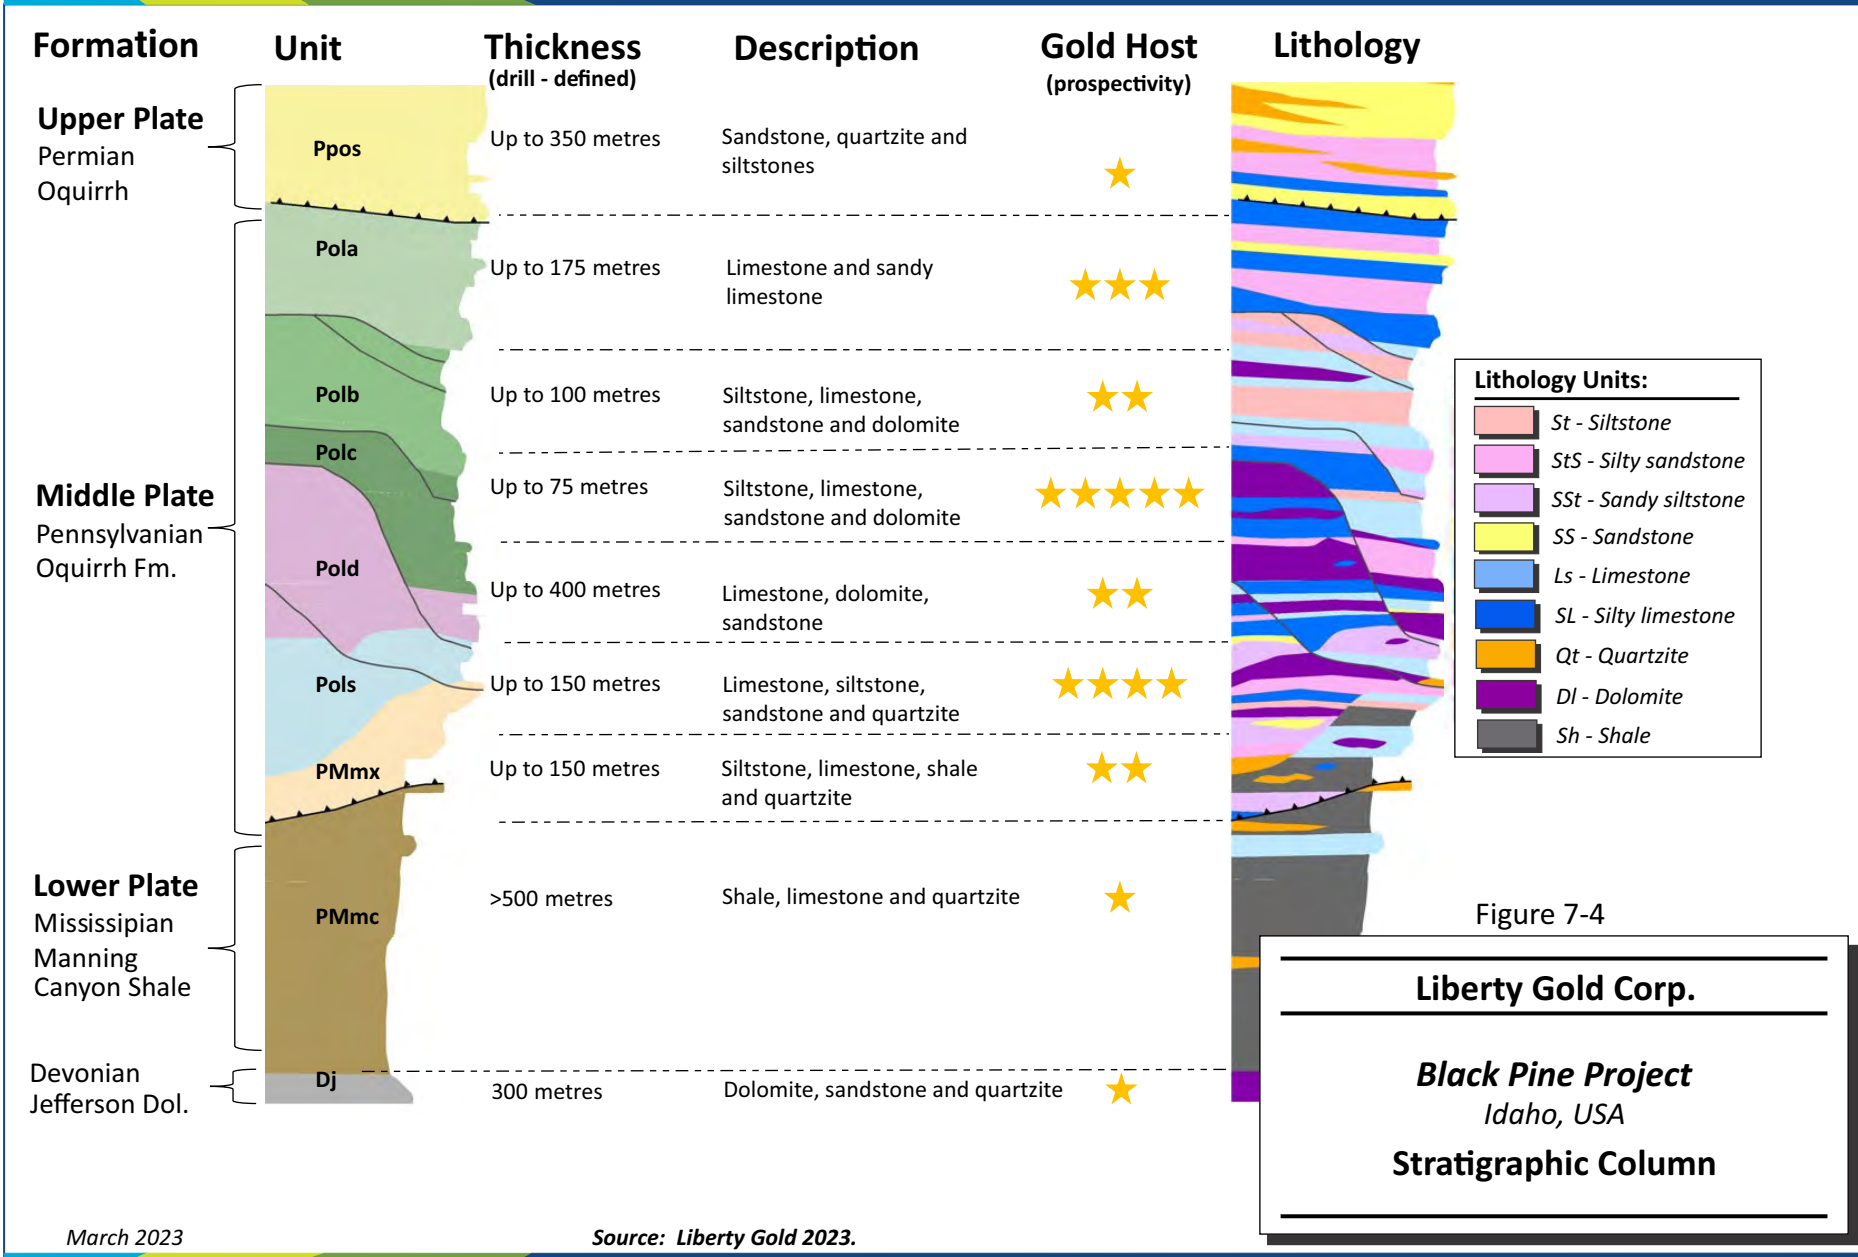 Formation Unit Thickness Description Gold Host Lithology
(drill - defined) (prospectivity)
Upper Plate
Permian
Oquirrh
Ppos
Up to 350 metres
Sandstone, quartzite and
siltstones
Middle Plate
Pennsylvanian
Oquirrh Fm.
Pola
Up to 175 metres
Limestone and sandy
limestone
Polb
Up to 100 metres
Siltstone, limestone,
sandstone and dolomite
Polc
Up to 75 metres
Siltstone, limestone,
sandstone and dolomite
Pold
Up to 400 metres
Limestone, dolomite,
sandstone
Pols
Up to 150 metres
Limestone, siltstone,
sandstone and quartzite
PMmx
Up to 150 metres
Siltstone, limestone, shale
and quartzite
Lower Plate
Mississipian
Manning
Canyon Shale
PMmc
>500 metres
Shale, limestone and quartzite
Devonian
Jefferson Dol.
Dj
300 metres
Dolomite, sandstone and quartzite
Lithology Units:
St - Siltstone
StS - Silty sandstone
SSt - Sandy siltstone
SS - Sandstone
Ls - Limestone
SL - Silty limestone
Qt - Quartzite
Dl - Dolomite
Sh - Shale
Figure 7-4
Liberty Gold Corp.
Black Pine Project
Idaho, USA
Stratigraphic Column
March 2023
Source: Liberty Gold 2023.